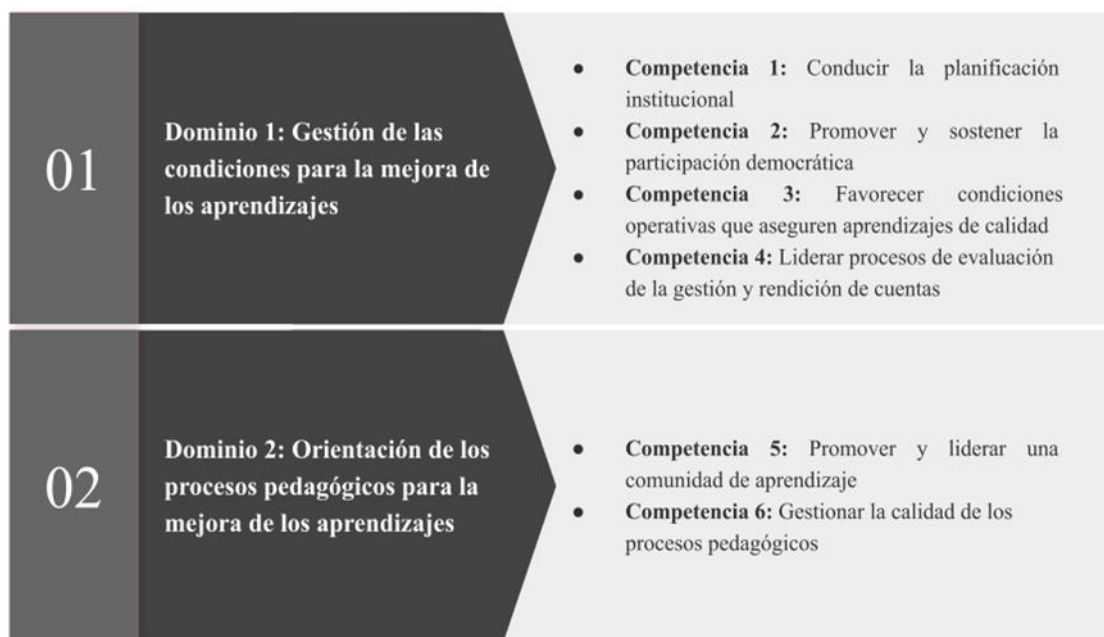 01
Dominio 1: Gestión de las
condiciones para la mejora de
los aprendizajes
● Competencia 1: Conducir la planificación
institucional
● Competencia 2: Promover y sostener la
participación democrática
● Competencia 3: Favorecer condiciones
operativas que aseguren aprendizajes de calidad
● Competencia 4: Liderar procesos de evaluación
de la gestión y rendición de cuentas
02
Dominio 2: Orientación de los
procesos pedagógicos para la
mejora de los aprendizajes
● Competencia 5: Promover y liderar una
comunidad de aprendizaje
● Competencia 6: Gestionar la calidad de los
procesos pedagógicos